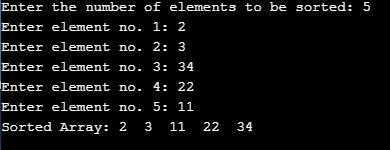 Enter the number of elements to be sorted: 5
Enter element no. 1: 2
Enter element no. 2: 3
Enter element no. 3: 34
Enter element no. 4: 22
Enter element no. 5: 11
Sorted Array: 2  3  11  22  34